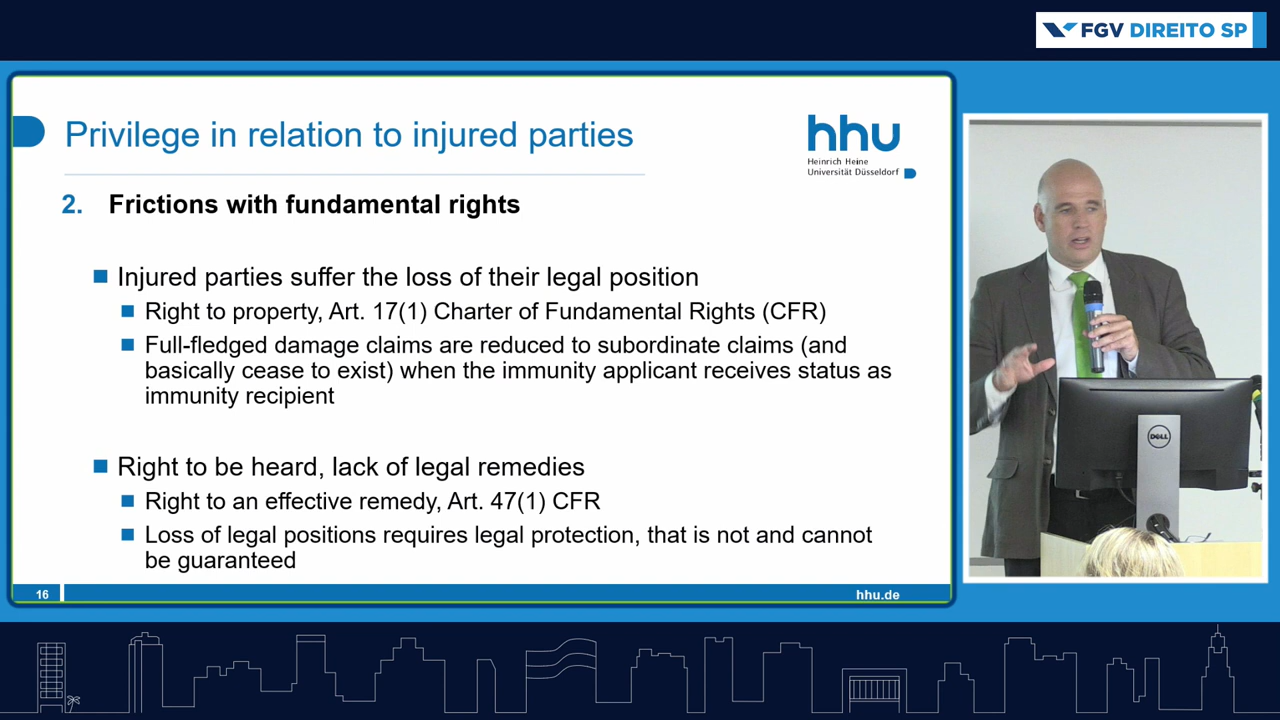 FGV DIREITO SP
Privilege in relation to injured parties
hhu
Heinrich Heine
Universität Düsseldorf
2. Frictions with fundamental rights
Injured parties suffer the loss of their legal position
Right to property, Art. 17(1) Charter of Fundamental Rights (CFR)
Full-fledged damage claims are reduced to subordinate claims (and
basically cease to exist) when the immunity applicant receives status as
immunity recipient
Right to be heard, lack of legal remedies
Right to an effective remedy, Art. 47(1) CFR
Loss of legal positions requires legal protection, that is not and cannot
be guaranteed
16
hhu.de
DELL